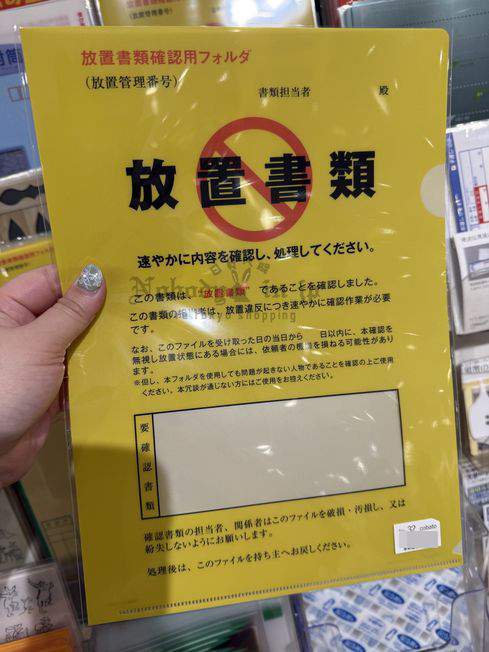 放置書類確認用フォルダ
(放置管理番号)
書類担当者 殿
放置書類
速やかに内容を確認し、処理してください。
この書類は、"放置書類" であることを確認しました。
この書類の担当者は、放置違反につき速やかに確認作業が必要
です。
なお、このファイルを受け取った日の当日から 日以内に、本確認を
無視し放置状態にある場合には、依頼者の機嫌を損ねる可能性があり
ます。
※但し、本フォルダを使用しても問題が起きない人物であることを確認の上ご使用
ください。本冗談が通じない方にはご使用をお控えください。
要確認書類
確認書類の担当者、関係者はこのファイルを破損・汚損し、又は
紛失しないようにお願いします。
処理後は、このファイルを持ち主へお戻しください。
cobato
Nobody in jp
tokyo shopping